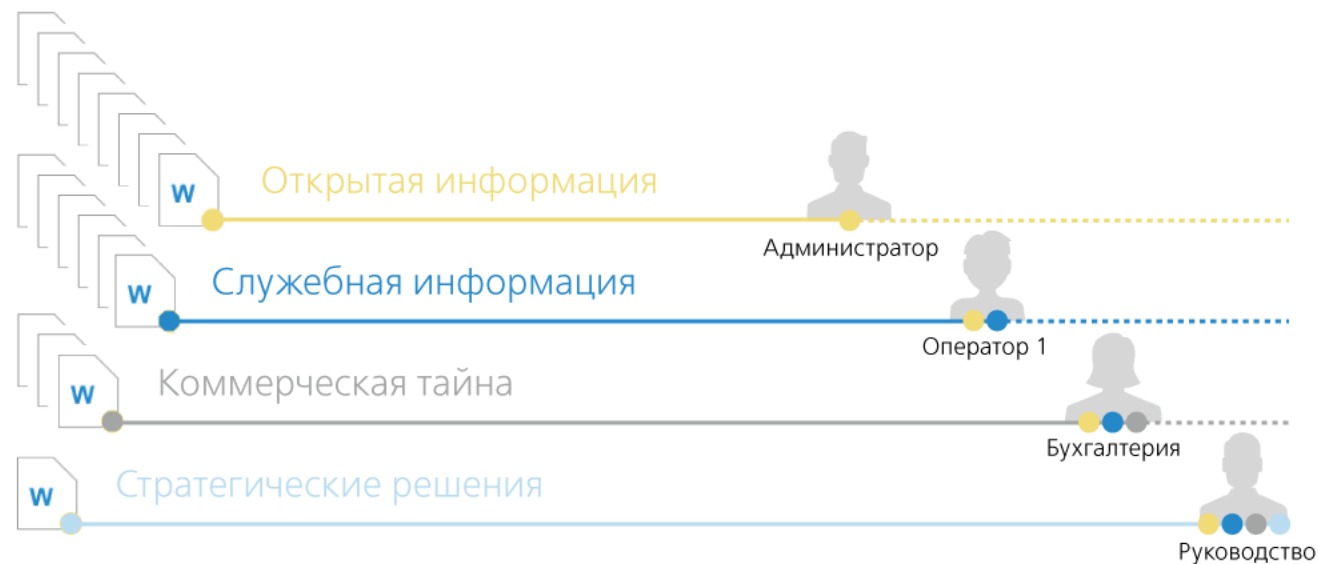 W
Открытая информация
Администратор
W
Служебная информация
Оператор 1
W
Коммерческая тайна
Бухгалтерия
W
Стратегические решения
Руководство